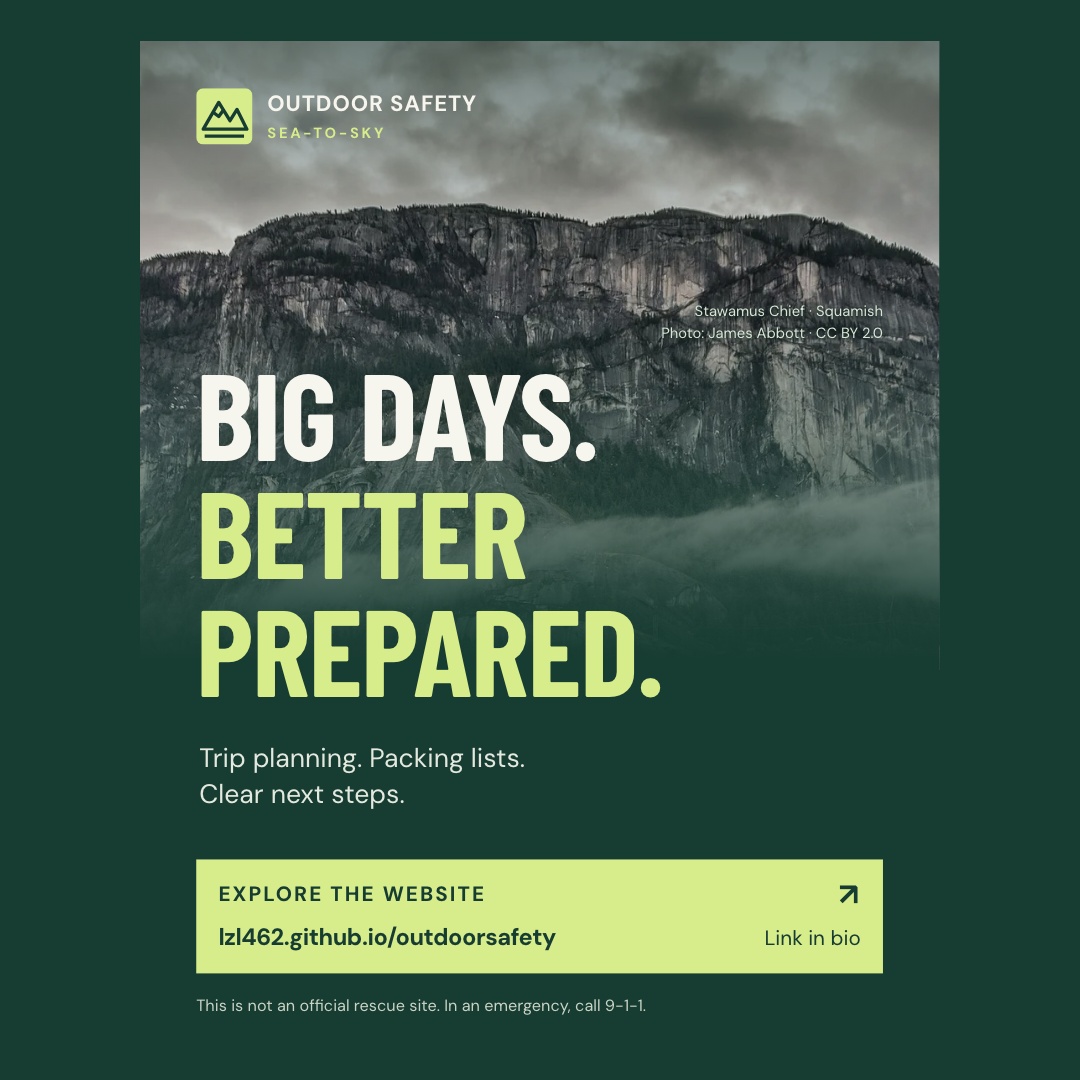 OUTDOOR SAFETY
SEA-TO-SKY
Stawamus Chief · Squamish
Photo: James Abbott · CC BY 2.0
BIG DAYS.
BETTER
PREPARED.
Trip planning. Packing lists.
Clear next steps.
EXPLORE THE WEBSITE
lzl462.github.io/outdoorsafety
Link in bio
This is not an official rescue site. In an emergency, call 9-1-1.